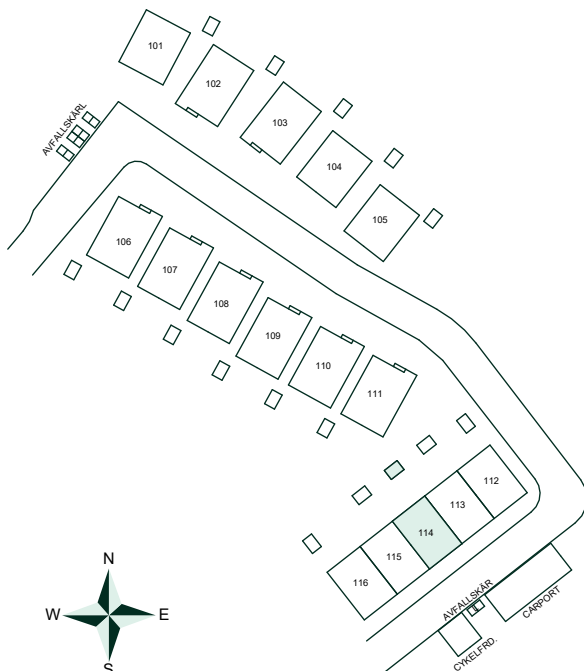 101
102
103
104
105
AVFALLSKÄRL
106
107
108
109
110
111
112
113
114
115
116
AVFALLSKÄR
CARPORT
CYKELFRD.
N
W E
S